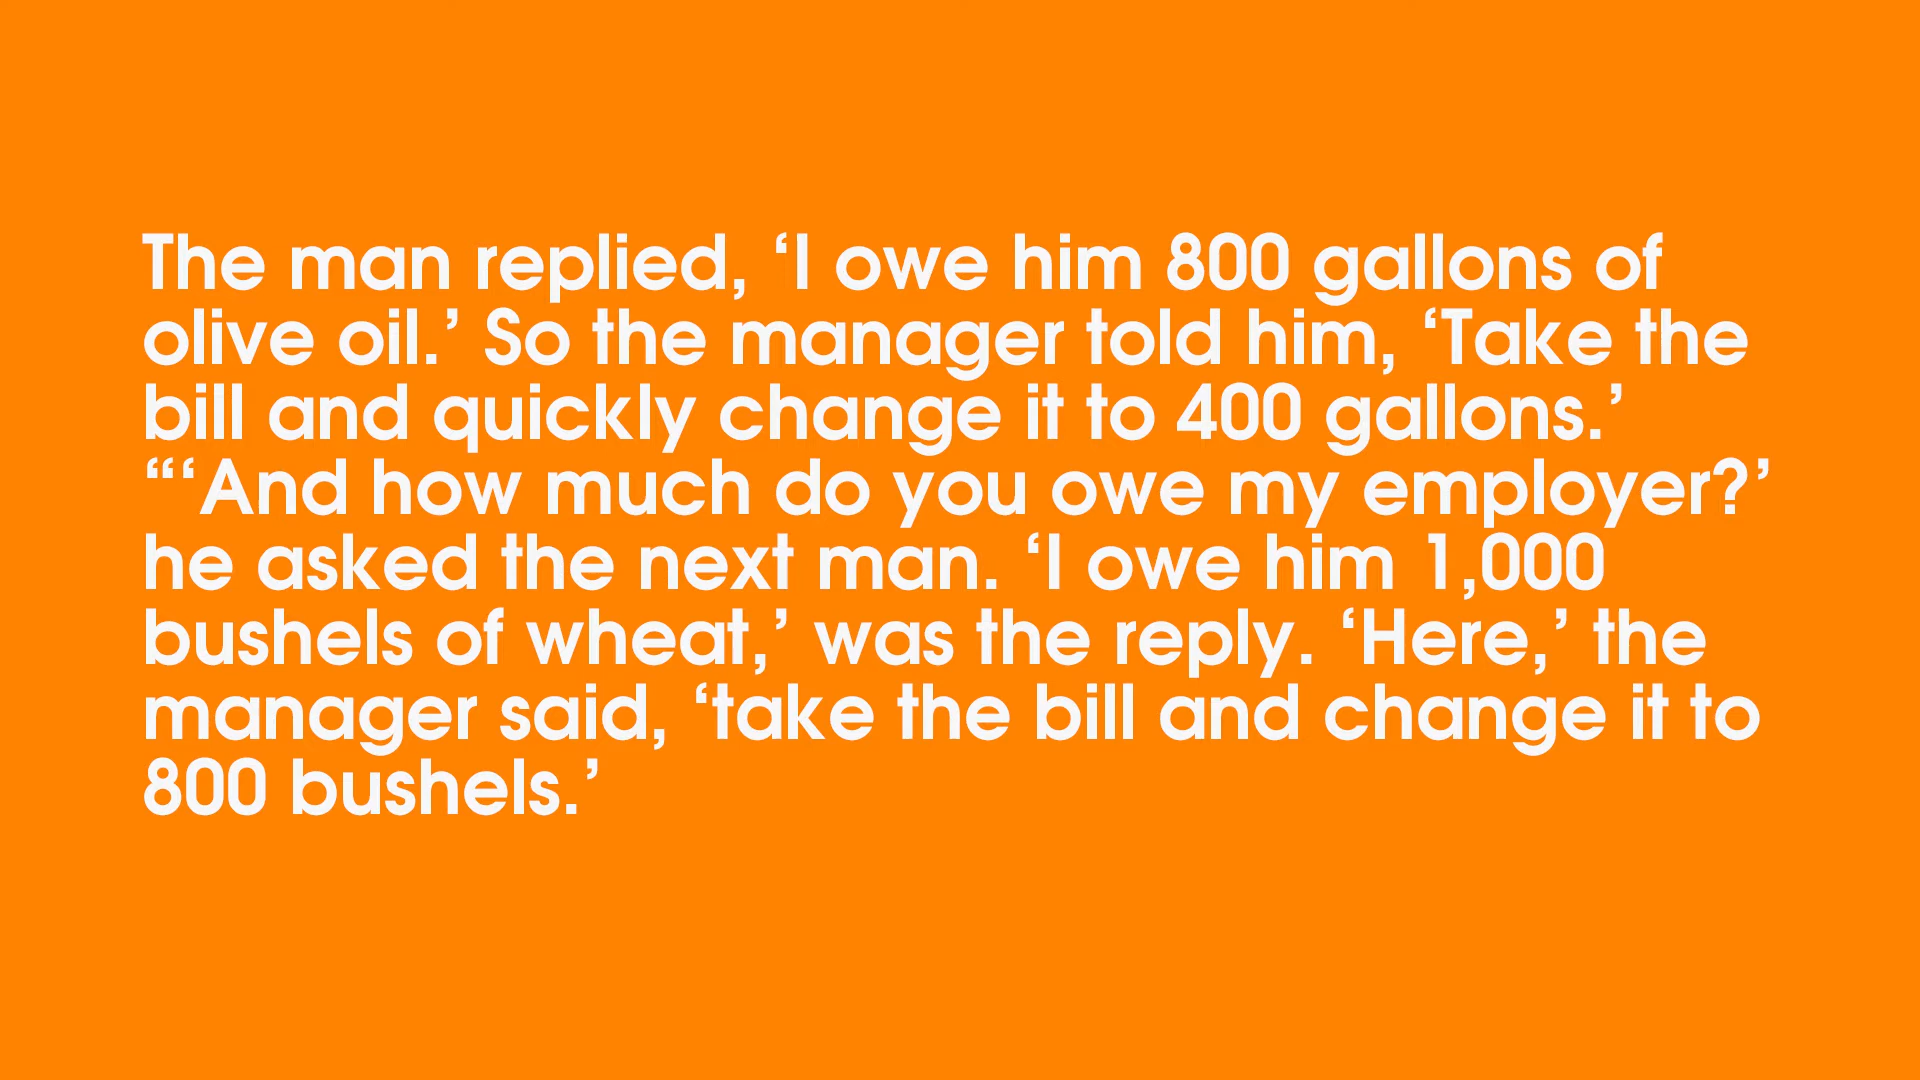 The man replied, ‘I owe him 800 gallons of
olive oil.’ So the manager told him, ‘Take the
bill and quickly change it to 400 gallons.’
“‘And how much do you owe my employer?’
he asked the next man. ‘I owe him 1,000
bushels of wheat,’ was the reply. ‘Here,’ the
manager said, ‘take the bill and change it to
800 bushels.’